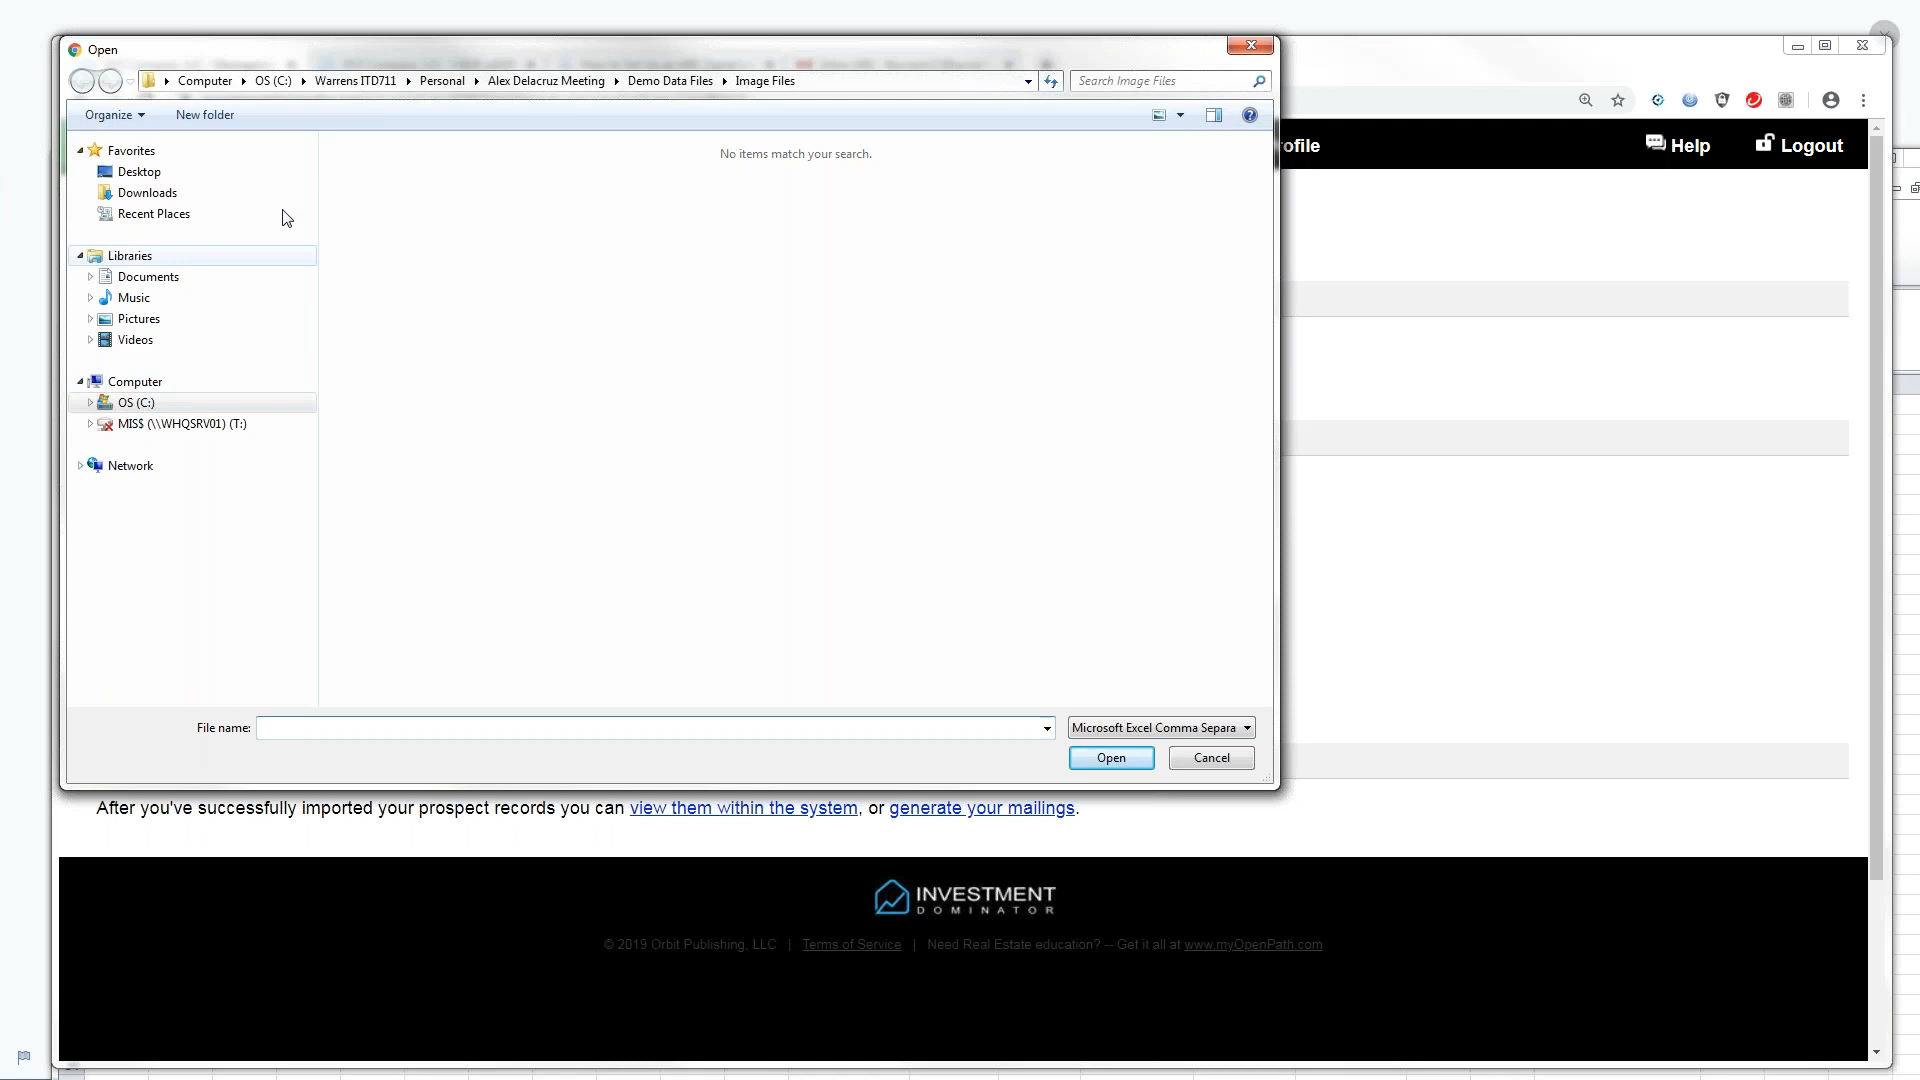 Open
Computer OS (C:) Warrens ITD711 Personal Alex Delacruz Meeting Demo Data Files Image Files
Search Image Files
Organize New folder
Favorites
Desktop
Downloads
Recent Places
Libraries
Documents
Music
Pictures
Videos
Computer
OS (C:)
MIS$ (\\WHQSRV01) (T:)
Network
No items match your search.
File name:
Microsoft Excel Comma Separa
Open Cancel
ofile Help Logout
After you've successfully imported your prospect records you can view them within the system, or generate your mailings.
INVESTMENT
DOMINATOR
© 2019 Orbit Publishing, LLC | Terms of Service | Need Real Estate education? -- Get it all at www.myOpenPath.com